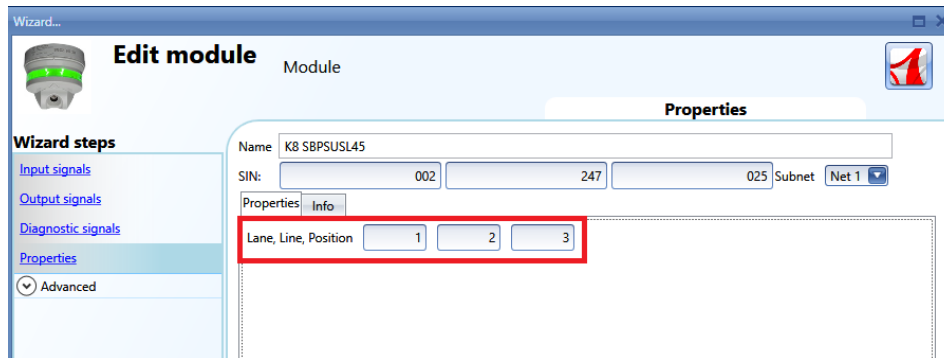 Wizard...
Edit module
Module
Properties
Wizard steps
Input signals
Output signals
Diagnostic signals
Properties
Advanced
Name K8 SBPSUSL45
SIN: 002 247 025 Subnet Net 1
Properties Info
Lane, Line, Position 1 2 3